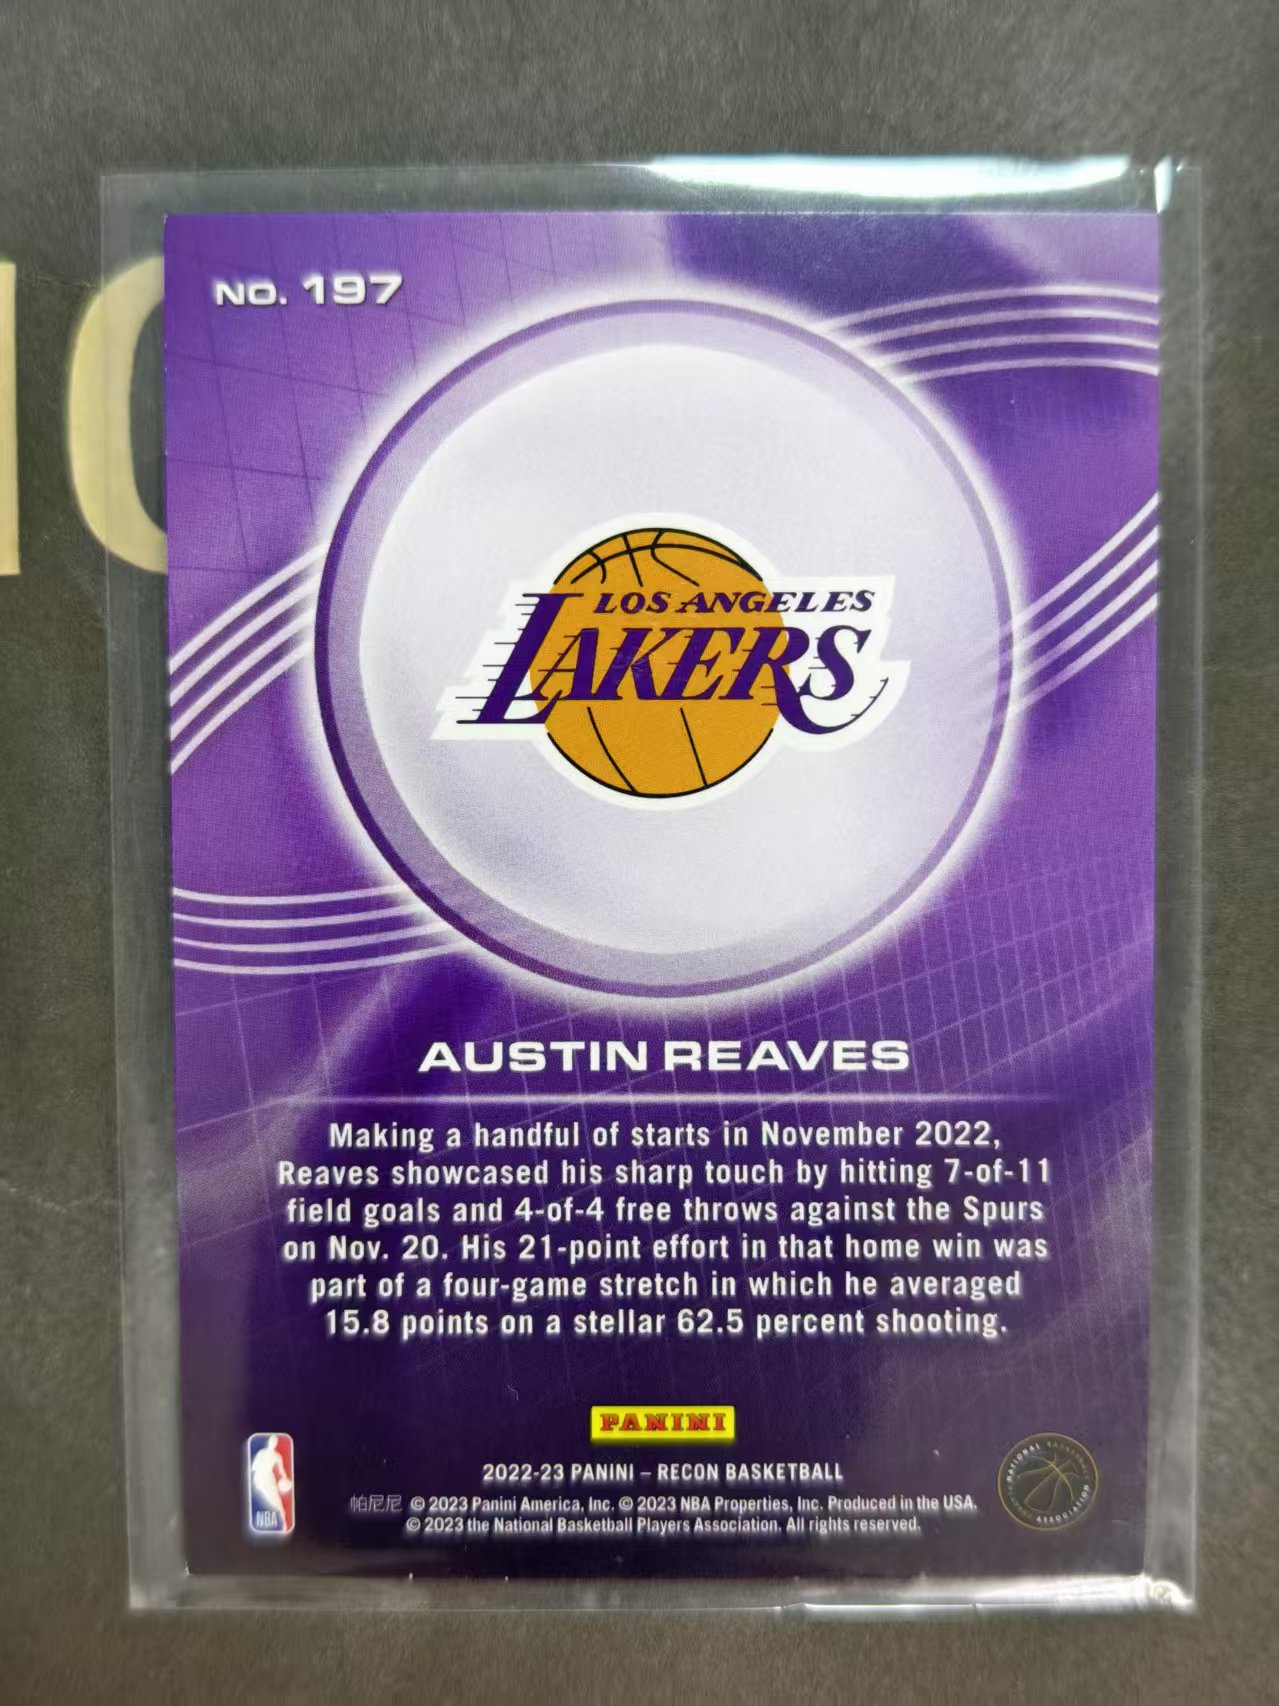 NO. 197
LOS ANGELES
LAKERS
AUSTIN REAVES
Making a handful of starts in November 2022,
Reaves showcased his sharp touch by hitting 7-of-11
field goals and 4-of-4 free throws against the Spurs
on Nov. 20. His 21-point effort in that home win was
part of a four-game stretch in which he averaged
15.8 points on a stellar 62.5 percent shooting.
PANINI
2022-23 PANINI – RECON BASKETBALL
帕尼尼 © 2023 Panini America, Inc. © 2023 NBA Properties, Inc. Produced in the USA.
© 2023 the National Basketball Players Association. All rights reserved.
NBA
NATIONAL BASKETBALL PLAYERS ASSOCIATION